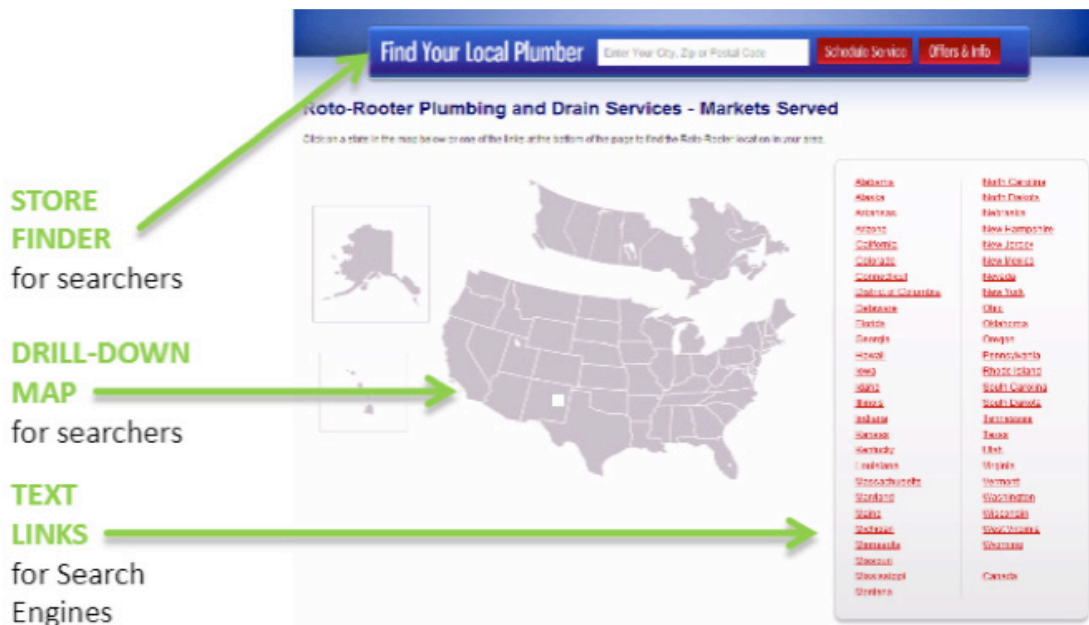 Find Your Local Plumber
Enter Your City, Zip or Postal Code
Schedule Service
Offers & Info
Roto-Rooter Plumbing and Drain Services - Markets Served
Click on a state in the map below or one of the links at the bottom of the page to find the Roto-Rooter location in your area.
STORE
FINDER
for searchers
DRILL-DOWN
MAP
for searchers
TEXT
LINKS
for Search
Engines
Alabama
Alaska
Arkansas
Arizona
California
Colorado
Connecticut
District of Columbia
Delaware
Florida
Georgia
Hawaii
Iowa
Idaho
Illinois
Indiana
Kansas
Kentucky
Louisiana
Massachusetts
Maryland
Maine
Michigan
Minnesota
Missouri
Mississippi
Montana
North Carolina
North Dakota
Nebraska
New Hampshire
New Jersey
New Mexico
Nevada
New York
Ohio
Oklahoma
Oregon
Pennsylvania
Rhode Island
South Carolina
South Dakota
Tennessee
Texas
Utah
Virginia
Vermont
Washington
Wisconsin
West Virginia
Wyoming
Canada